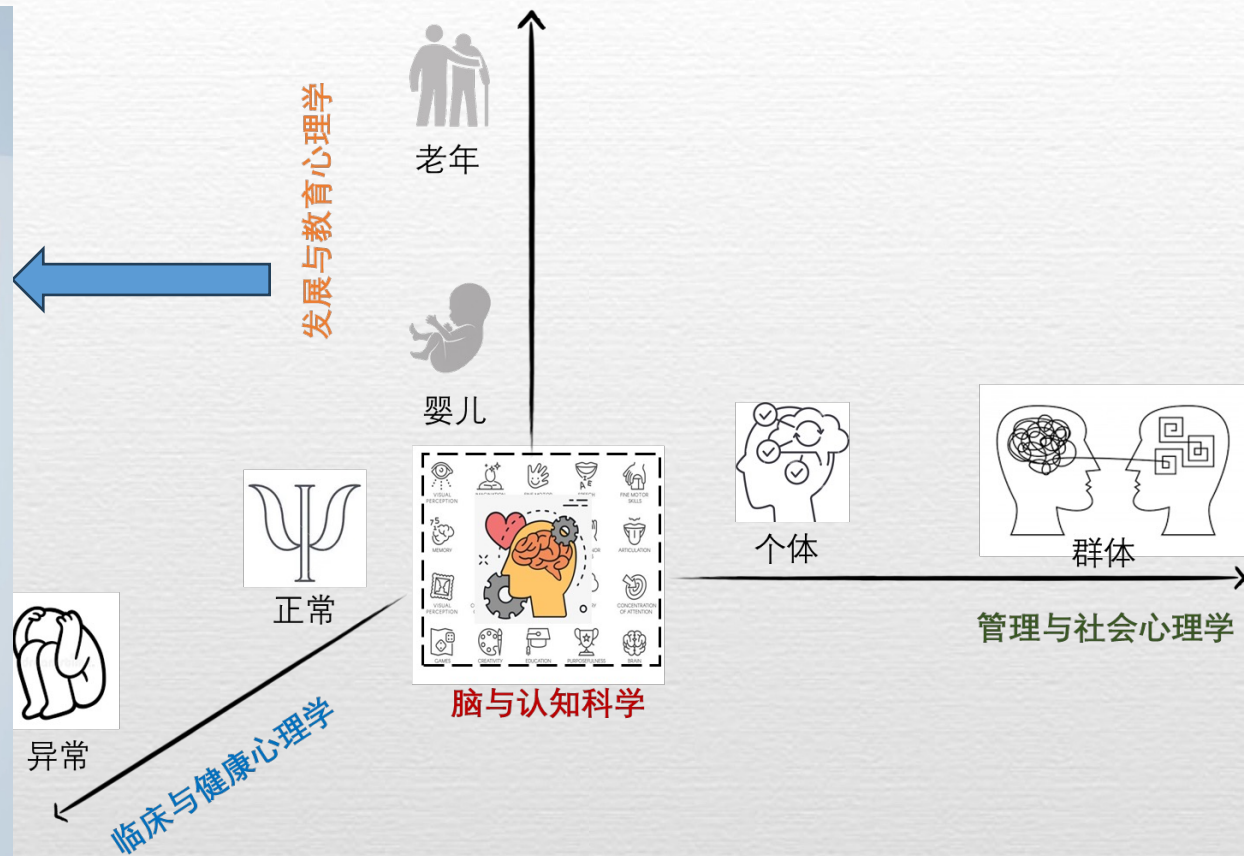 发展与教育心理学
老年
婴儿
正常
异常
临床与健康心理学
VISUAL PERCEPTION
FINE MOTOR SKILLS
MEMORY
ARTICULATION
VISUAL PERCEPTION
CONCENTRATION OF ATTENTION
GAMES
CREATIVITY
EDUCATION
PURPOSEFULNESS
BRAIN
脑与认知科学
个体
群体
管理与社会心理学